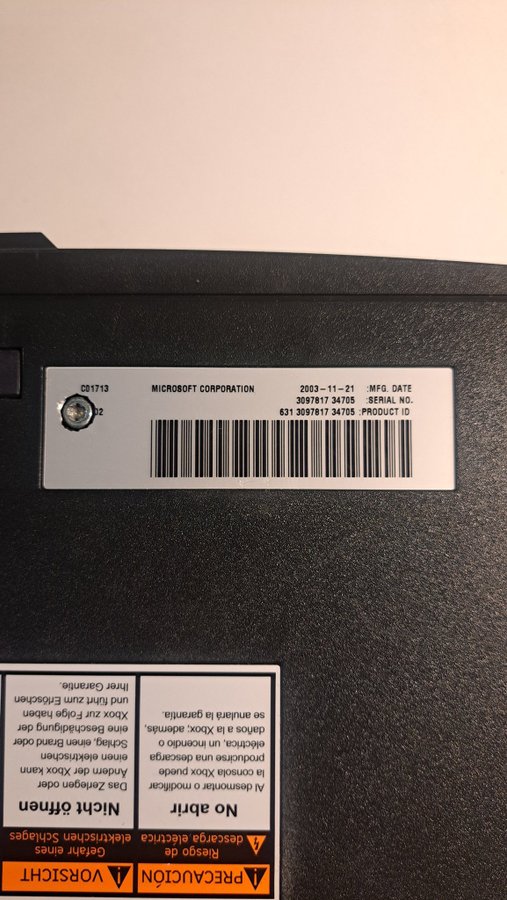 C01713 MICROSOFT CORPORATION 2003-11-21 :MFG. DATE
3097817 34705 :SERIAL NO.
02 631 3097817 34705 :PRODUCT ID
PRECAUCIÓN
Riesgo de
descarga eléctrica
No abrir
Al desmontar o modificar
la consola Xbox puede
producirse una descarga
eléctrica, un incendio o
daños a la Xbox; además,
se anulará la garantía.
VORSICHT
Gefahr eines
elektrischen Schlages
Nicht öffnen
Das Zerlegen oder
Ändern der Xbox kann
einen elektrischen
Schlag, einen Brand oder
eine Beschädigung der
Xbox zur Folge haben
und führt zum Erlöschen
Ihrer Garantie.